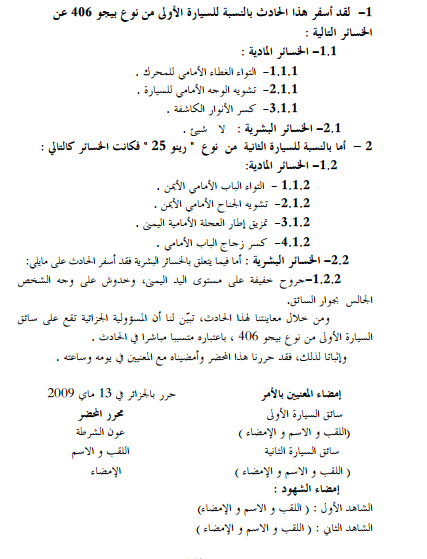 1- لقد أسفر هذا الحادث بالنسبة للسيارة الأولى من نوع بيجو 406 عن
الخسائر التالية :
1.1- الخسائر المادية :
1.1.1- التواء الغطاء الأمامي للمحرك .
2.1.1- تشويه الوجه الأمامي للسيارة .
3.1.1- كسر الأنوار الكاشفة .
2.1- الخسائر البشرية : لا شيئ .
2 - أما بالنسبة للسيارة الثانية من نوع " رينو 25 " فكانت الخسائر كالتالي :
1.2- الخسائر المادية:
1.1.2 - التواء الباب الأمامي الأيمن .
2.1.2- تشويه الجناح الأمامي الأيمن .
3.1.2- تمزيق إطار العجلة الأمامية اليمنى .
4.1.2- كسر زجاج الباب الأمامي .
2.2- الخسائر البشرية : أما فيما يتعلق بالخسائر البشرية فقد أسفر الحادث على مايلي:
1.2.2-جروح خفيفة على مستوى اليد اليمنى، وخدوش على وجه الشخص
الجالس بجوار السائق.
ومن خلال معاينتنا لهذا الحادث، تبيّن لنا أن المسؤولية الجزائية تقع على سائق
السيارة الأولى من نوع بيجو 406 ، باعتباره متسببا مباشرا في الحادث .
وإثباتا لذلك، فقد حررنا هذا المحضر وأمضيناه مع المعنيين في يومه وساعته .
إمضاء المعنيين بالأمر حرر بالجزائر في 13 ماي 2009
سائق السيارة الأولى محرر المحضر
(اللقب و الاسم و الإمضاء ) عون الشرطة
سائق السيارة الثانية اللقب و الاسم
( اللقب و الاسم و الإمضاء ) الإمضاء
إمضاء الشهود :
الشاهد الأول : ( اللقب و الاسم و الإمضاء)
الشاهد الثاني : ( اللقب و الاسم و الإمضاء )